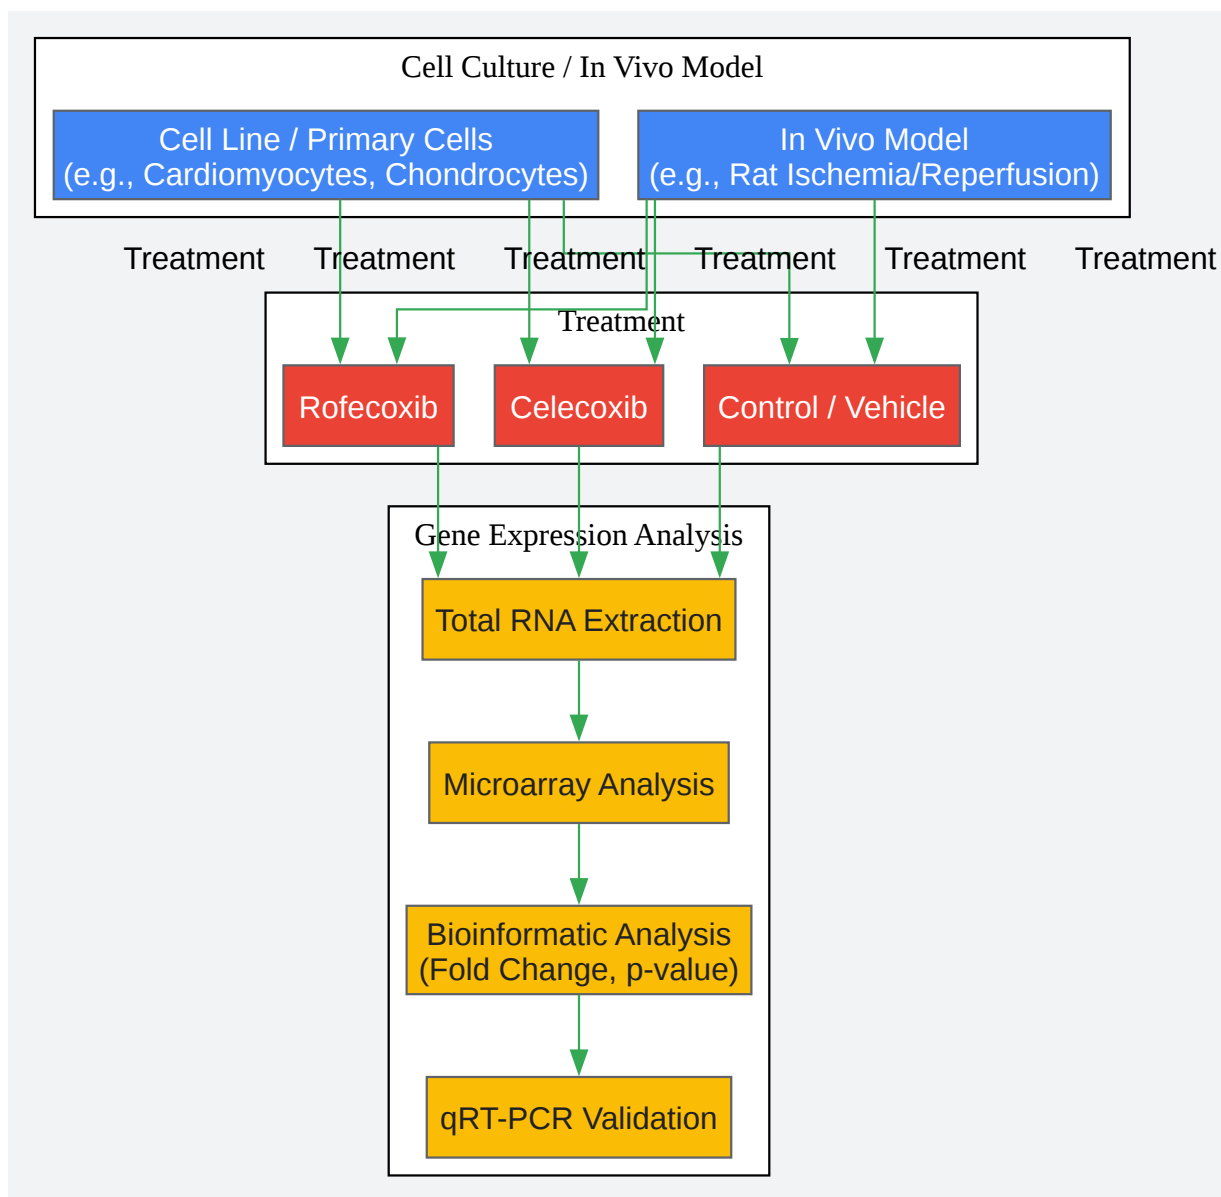 Cell Culture / In Vivo Model
Cell Line / Primary Cells
(e.g., Cardiomyocytes, Chondrocytes)
In Vivo Model
(e.g., Rat Ischemia/Reperfusion)
Treatment
Treatment
Treatment
Treatment
Treatment
Treatment
Treatment
Rofecoxib
Celecoxib
Control / Vehicle
Gene Expression Analysis
Total RNA Extraction
Microarray Analysis
Bioinformatic Analysis
(Fold Change, p-value)
qRT-PCR Validation